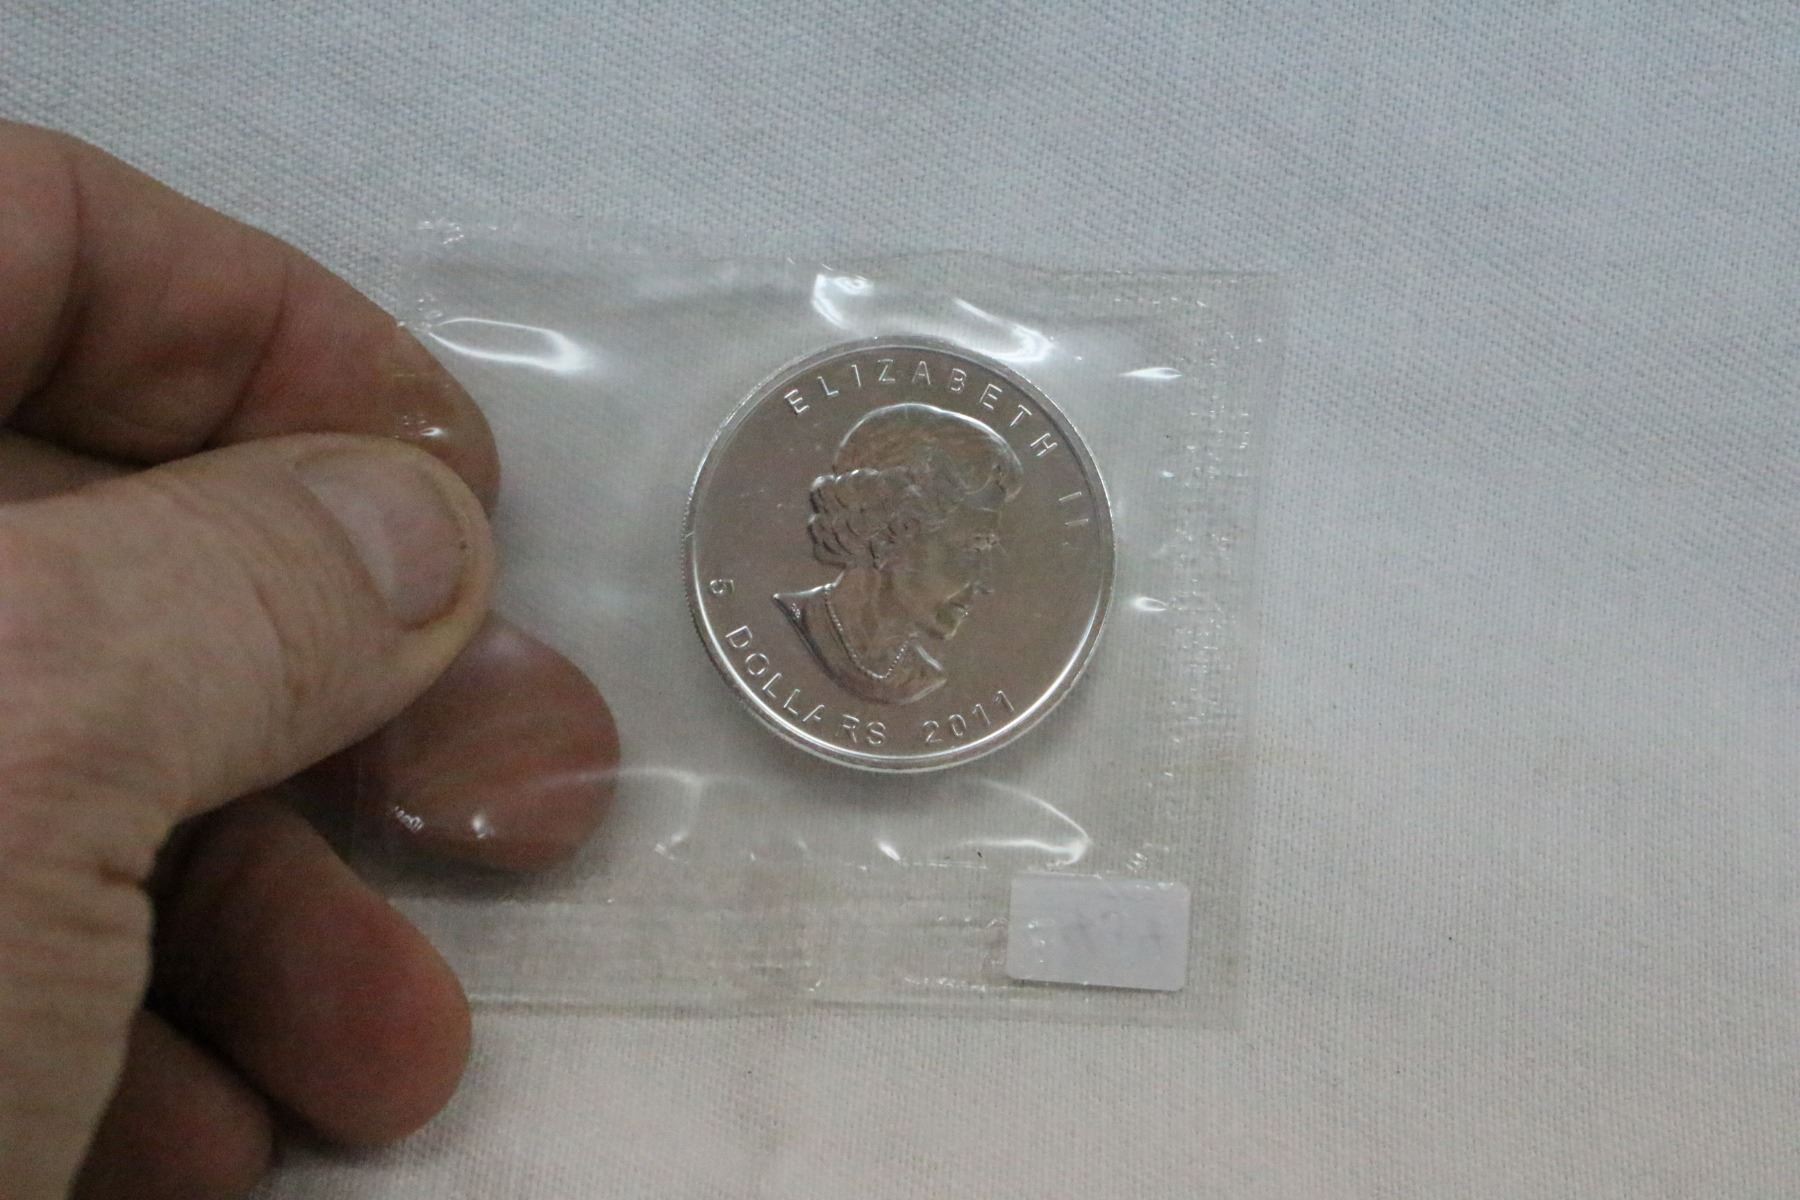 ELIZABETH II
5 DOLLARS 2011